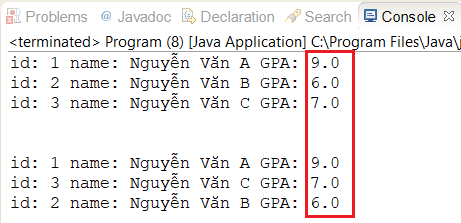 Problems @ Javadoc Declaration Search Console
<terminated> Program (8) [Java Application] C:\Program Files\Java\j
id: 1 name: Nguyễn Văn A GPA: 9.0
id: 2 name: Nguyễn Văn B GPA: 6.0
id: 3 name: Nguyễn Văn C GPA: 7.0
id: 1 name: Nguyễn Văn A GPA: 9.0
id: 3 name: Nguyễn Văn C GPA: 7.0
id: 2 name: Nguyễn Văn B GPA: 6.0